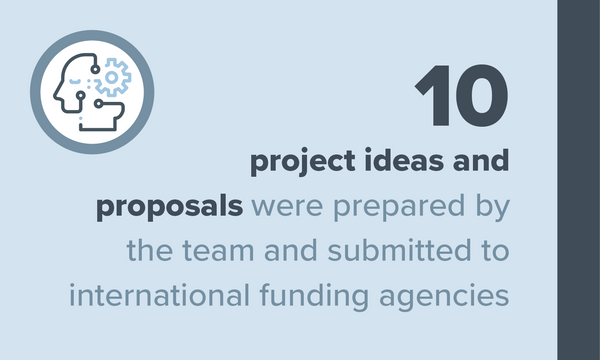 10
project ideas and
proposals were prepared by
the team and submitted to
international funding agencies